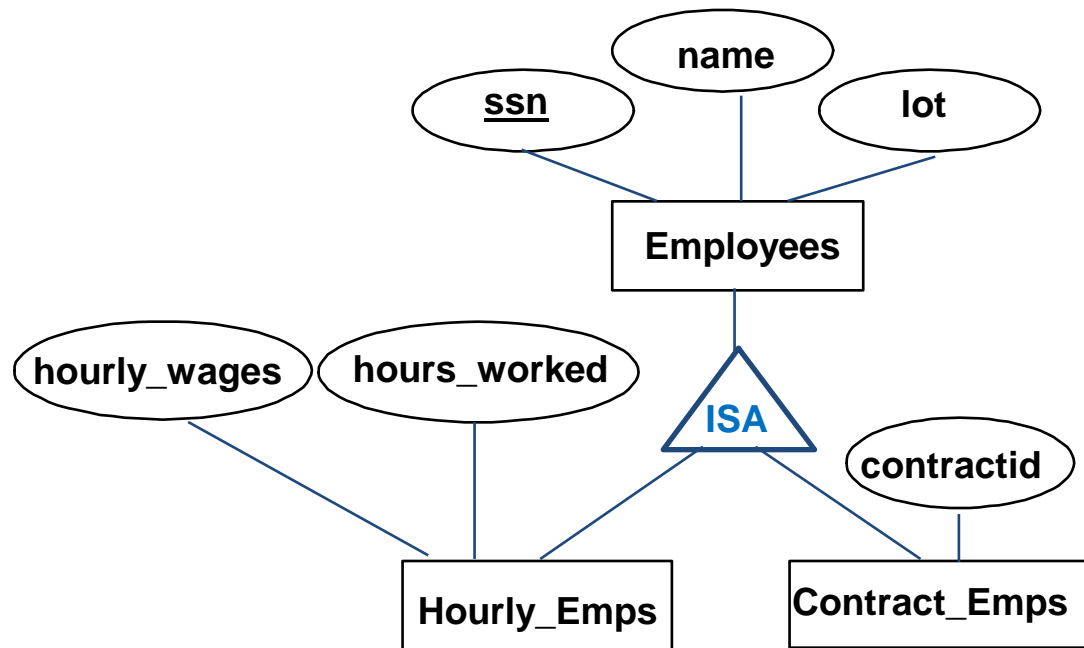 name
ssn
lot
Employees
hourly_wages
hours_worked
ISA
contractid
Hourly_Emps
Contract_Emps